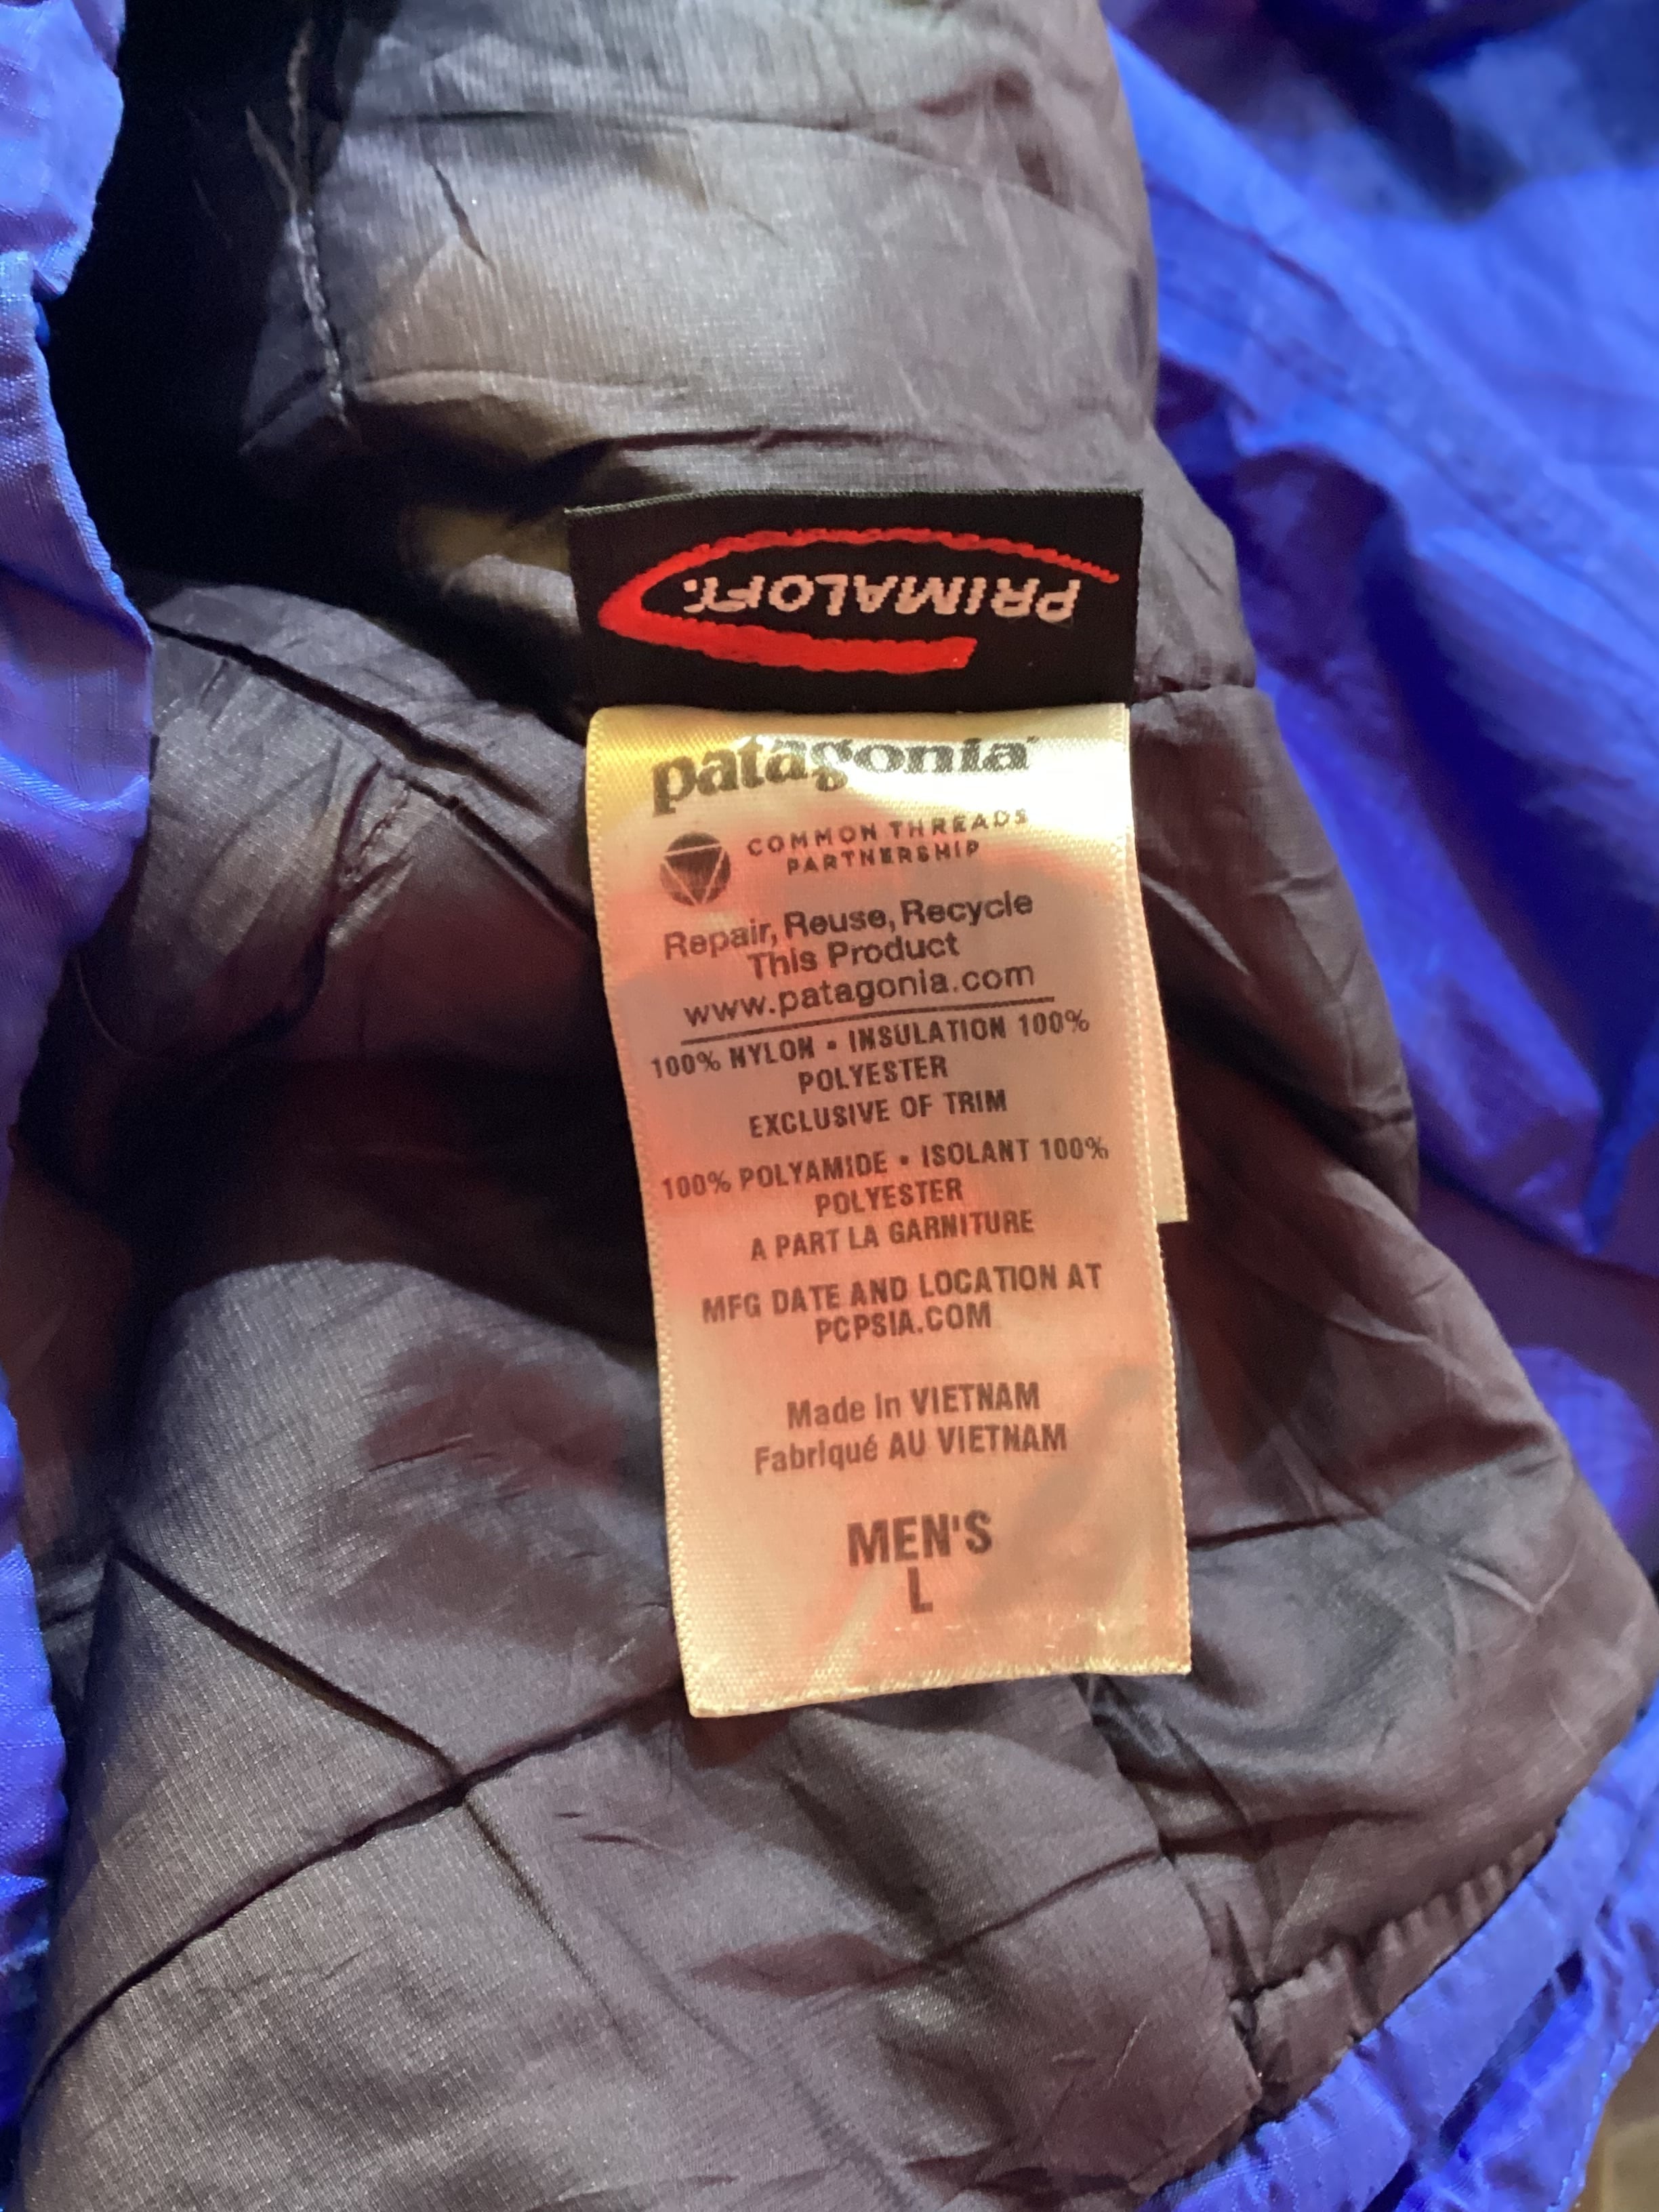 PRIMALOFT.
patagonia
COMMON THREADS
PARTNERSHIP
Repair, Reuse, Recycle
This Product
www.patagonia.com
100% NYLON • INSULATION 100%
POLYESTER
EXCLUSIVE OF TRIM
100% POLYAMIDE • ISOLANT 100%
POLYESTER
A PART LA GARNITURE
MFG DATE AND LOCATION AT
PCPSIA.COM
Made in VIETNAM
Fabriqué AU VIETNAM
MEN'S
L